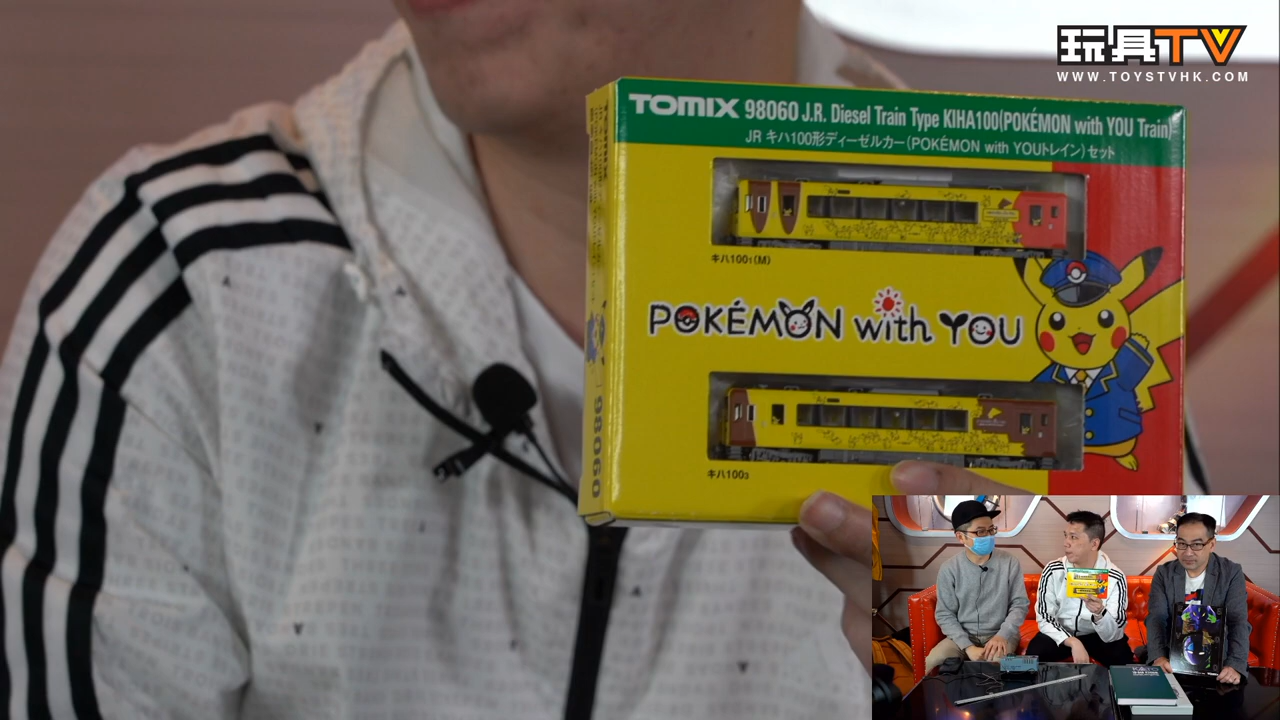 玩具TV
WWW.TOYSTVHK.COM
TOMIX 98060 J.R. Diesel Train Type KIHA100(POKÉMON with YOU Train)
JR キハ100形ディーゼルカー(POKÉMON with YOUトレイン)セット
キハ100₁(M)
POKÉMON with YOU
キハ100₃
98060